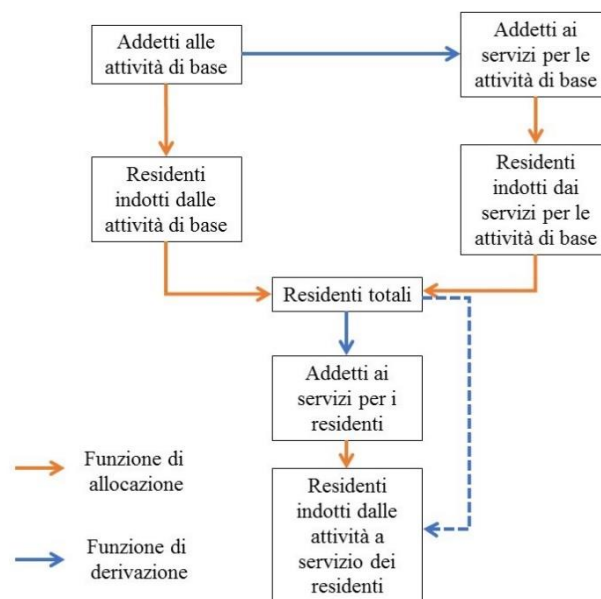 Addetti alle
attività di base
Addetti ai
servizi per le
attività di base
Residenti
indotti dalle
attività di base
Residenti
indotti dai
servizi per le
attività di base
Residenti totali
Addetti ai
servizi per i
residenti
Residenti
indotti dalle
attività a
servizio dei
residenti
Funzione di
allocazione
Funzione di
derivazione